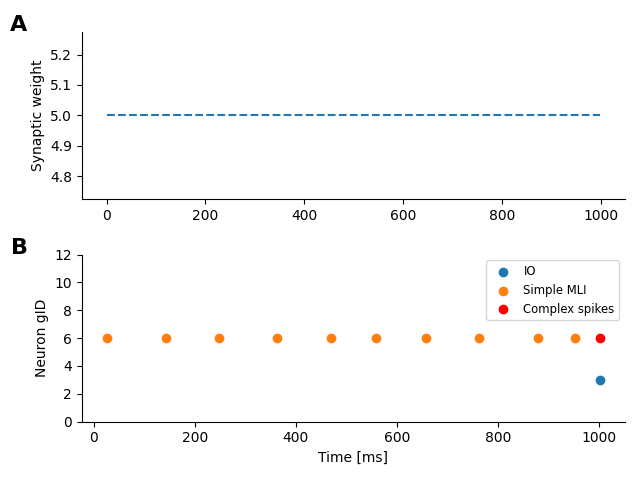 A
Synaptic weight
5.2
5.1
5.0
4.9
4.8
0 200 400 600 800 1000
B
Neuron gID
12
10
8
6
4
2
0
IO
Simple MLI
Complex spikes
0 200 400 600 800 1000
Time [ms]